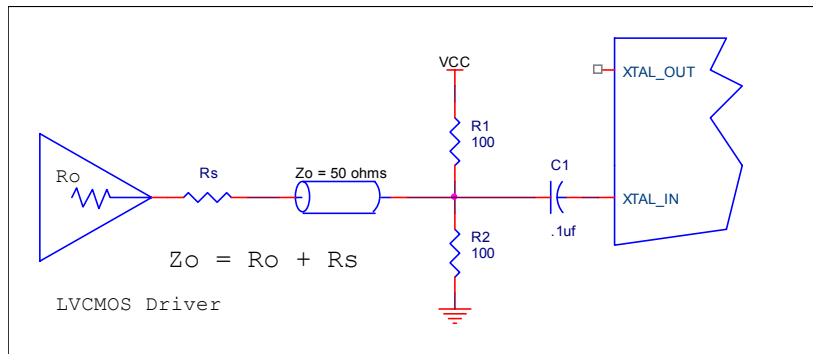 VCC
XTAL_OUT
R1
100
C1
Ro
Rs
Zo = 50 ohms
XTAL_IN
.1uf
R2
100
Zo = Ro + Rs
LVCMOS Driver